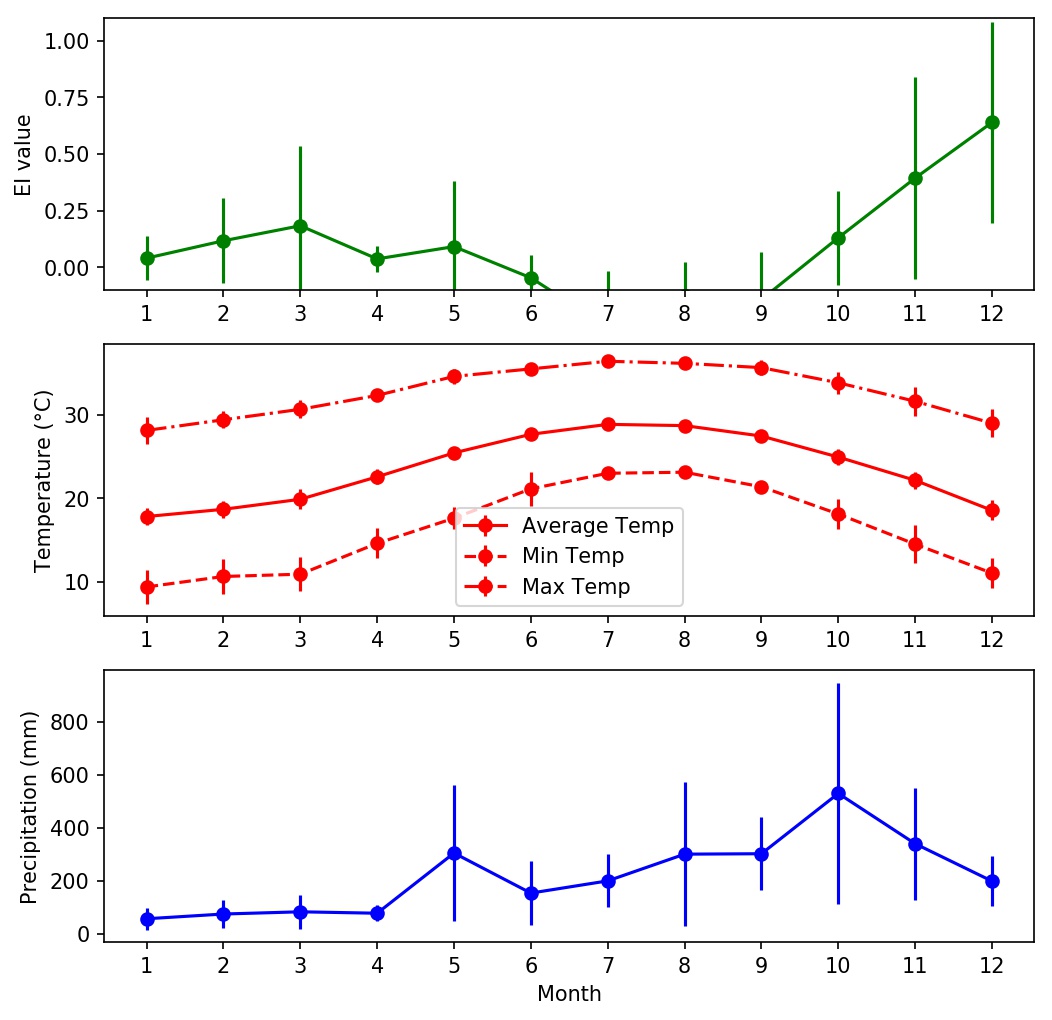 EI value
1.00
0.75
0.50
0.25
0.00
1 2 3 4 5 6 7 8 9 10 11 12
Temperature (°C)
30
20
10
Average Temp
Min Temp
Max Temp
1 2 3 4 5 6 7 8 9 10 11 12
Precipitation (mm)
800
600
400
200
0
1 2 3 4 5 6 7 8 9 10 11 12
Month